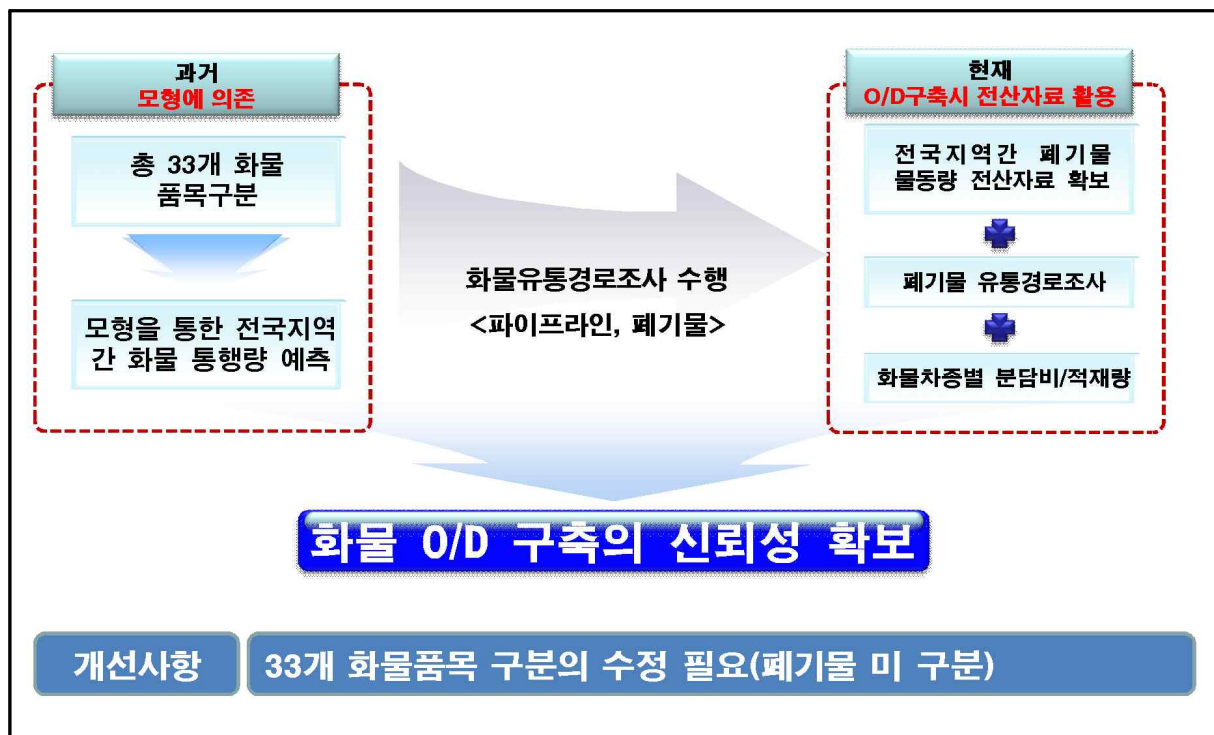 과거
모형에 의존
총 33개 화물
품목구분
모형을 통한 전국지역
간 화물 통행량 예측
화물유통경로조사 수행
<파이프라인, 폐기물>
현재
O/D구축시 전산자료 활용
전국지역간 폐기물
물동량 전산자료 확보
폐기물 유통경로조사
화물차종별 분담비/적재량
화물 O/D 구축의 신뢰성 확보
개선사항
33개 화물품목 구분의 수정 필요(폐기물 미 구분)